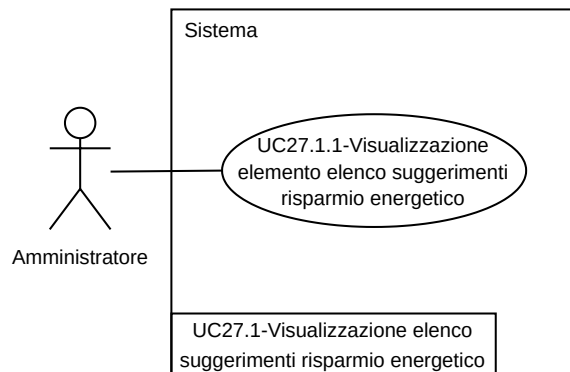 Sistema
UC27.1.1-Visualizzazione
elemento elenco suggerimenti
risparmio energetico
Amministratore
UC27.1-Visualizzazione elenco
suggerimenti risparmio energetico